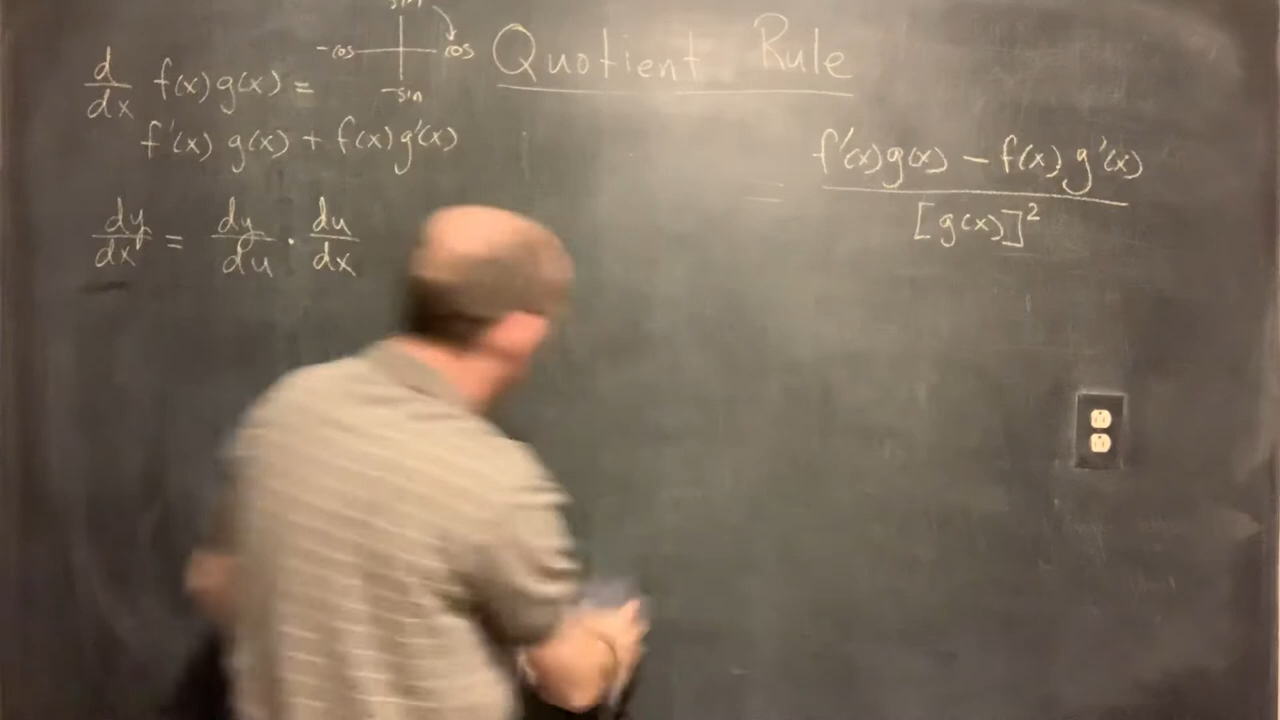 Quotient Rule
sin
-cos cos
-sin
d/dx f(x)g(x) =
f'(x) g(x) + f(x)g'(x)
dy/dx = dy/du · du/dx
= f'(x)g(x) - f(x)g'(x) / [g(x)]²